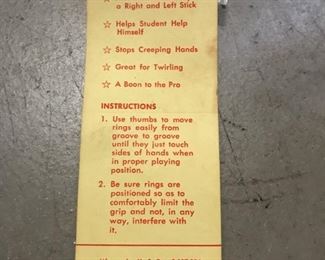 a Right and Left Stick
☆ Helps Student Help
Himself
☆ Stops Creeping Hands
☆ Great for Twirling
☆ A Boon to the Pro
INSTRUCTIONS
1. Use thumbs to move
rings easily from
groove to groove
until they just touch
sides of hands when
in proper playing
position.
2. Be sure rings are
positioned so as to
comfortably limit the
grip and not, in any
way, interfere with
it.